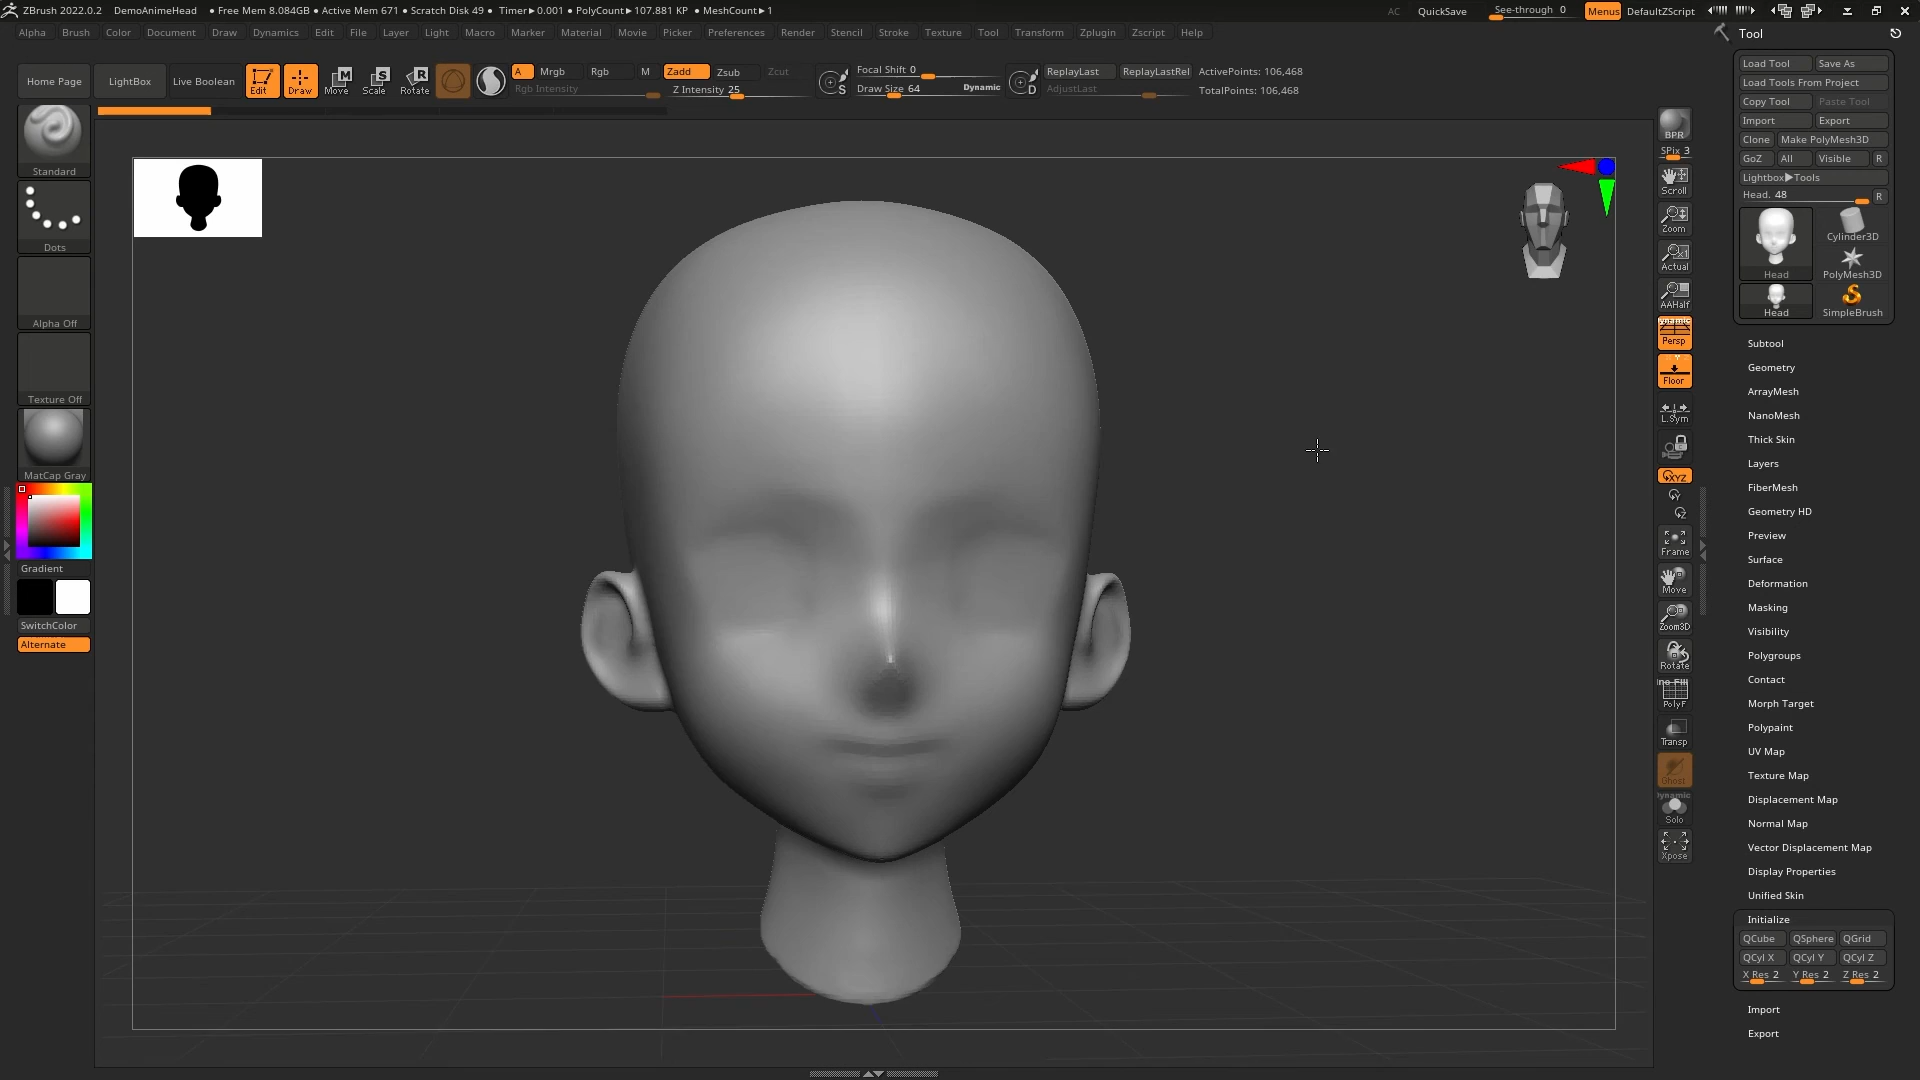 ZBrush 2022.0.2 DemoAnimeHead • Free Mem 8.084GB • Active Mem 671 • Scratch Disk 49 • Timer▶0.001 • PolyCount▶107.881 KP • MeshCount▶1 AC QuickSave See-through 0 Menus DefaultZScript
Alpha Brush Color Document Draw Dynamics Edit File Layer Light Macro Marker Material Movie Picker Preferences Render Stencil Stroke Texture Tool Transform Zplugin Zscript Help
Home Page LightBox Live Boolean Edit Draw Move Scale Rotate
A Mrgb Rgb M Zadd Zsub Zcut
Rgb Intensity Z Intensity 25
Focal Shift 0
Draw Size 64 Dynamic
S D
ReplayLast ReplayLastRel
AdjustLast
ActivePoints: 106,468
TotalPoints: 106,468
Standard
Dots
Alpha Off
Texture Off
MatCap Gray
Gradient
SwitchColor
Alternate
BPR
SPix 3
Scroll
Zoom
Actual
AAHalf
Dynamic
Persp
Floor
L.Sym
XYZ
Y
Z
Frame
Move
Zoom3D
Rotate
PolyF
Transp
Ghost
Dynamic
Solo
Xpose
Tool
Load Tool Save As
Load Tools From Project
Copy Tool Paste Tool
Import Export
Clone Make PolyMesh3D
GoZ All Visible R
Lightbox▶Tools
Head. 48 R
Head Cylinder3D
PolyMesh3D
Head SimpleBrush
Subtool
Geometry
ArrayMesh
NanoMesh
Thick Skin
Layers
FiberMesh
Geometry HD
Preview
Surface
Deformation
Masking
Visibility
Polygroups
Contact
Morph Target
Polypaint
UV Map
Texture Map
Displacement Map
Normal Map
Vector Displacement Map
Display Properties
Unified Skin
Initialize
QCube QSphere QGrid
QCyl X QCyl Y QCyl Z
X Res 2 Y Res 2 Z Res 2
Import
Export